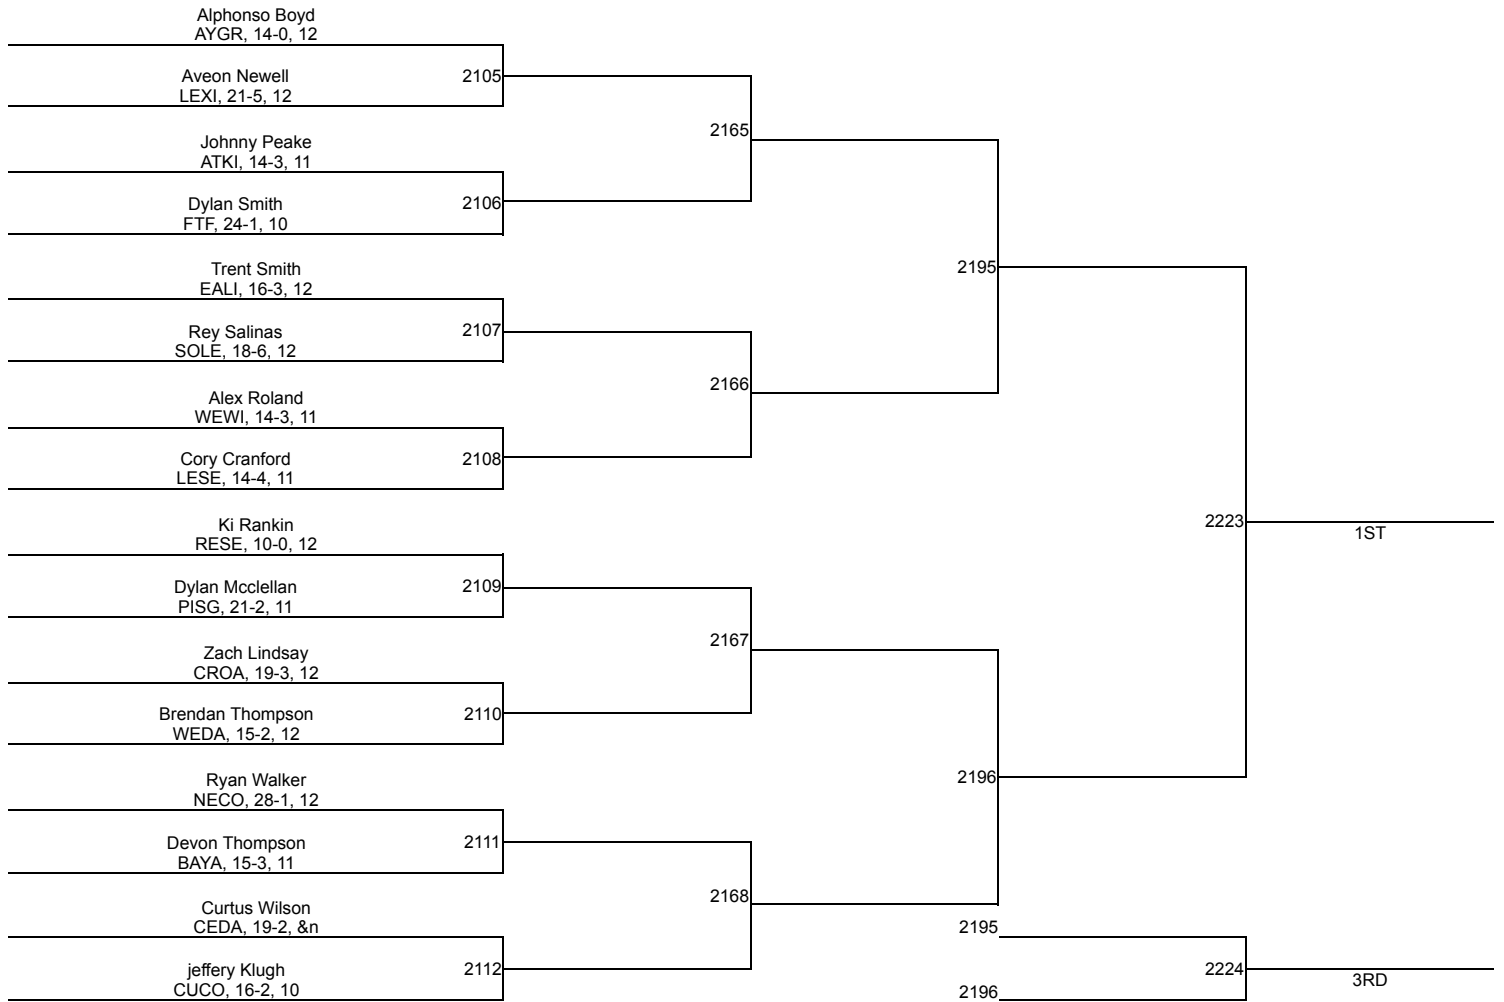 Alphonso Boyd
AYGR, 14-0, 12
Aveon Newell
LEXI, 21-5, 12
2105
Johnny Peake
ATKI, 14-3, 11
Dylan Smith
FTF, 24-1, 10
2106
2165
Trent Smith
EALI, 16-3, 12
Rey Salinas
SOLE, 18-6, 12
2107
Alex Roland
WEWI, 14-3, 11
Cory Cranford
LESE, 14-4, 11
2108
2166
2195
Ki Rankin
RESE, 10-0, 12
Dylan Mcclellan
PISG, 21-2, 11
2109
Zach Lindsay
CROA, 19-3, 12
Brendan Thompson
WEDA, 15-2, 12
2110
2167
Ryan Walker
NECO, 28-1, 12
Devon Thompson
BAYA, 15-3, 11
2111
Curtus Wilson
CEDA, 19-2, &n
jeffery Klugh
CUCO, 16-2, 10
2112
2168
2196
2223
1ST
2195
2196
2224
3RD